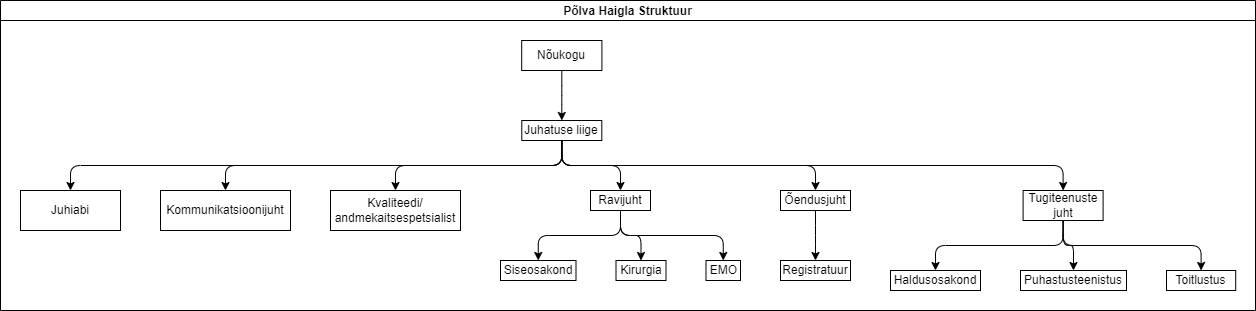 Põlva Haigla Struktuur
Nõukogu
Juhatuse liige
Juhiabi
Kommunikatsioonijuht
Kvaliteedi/
andmekaitsespetsialist
Ravijuht
Õendusjuht
Tugiteenuste
juht
Siseosakond
Kirurgia
EMO
Registratuur
Haldusosakond
Puhastusteenistus
Toitlustus